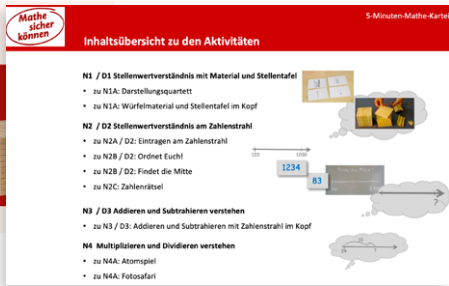 Mathe
sicher
können
5-Minuten-Mathe-Kartei
Inhaltsübersicht zu den Aktivitäten
N1 / D1 Stellenwertverständnis mit Material und Stellentafel
• zu N1A: Darstellungsquartett
• zu N1A: Würfelmaterial und Stellentafel im Kopf
N2 / D2 Stellenwertverständnis am Zahlenstrahl
• zu N2A / D2: Eintragen am Zahlenstrahl
• zu N2B / D2: Ordnet Euch!
• zu N2B / D2: Findet die Mitte
• zu N2C: Zahlenrätsel
1234
83
?
N3 / D3 Addieren und Subtrahieren verstehen
• zu N3 / D3: Addieren und Subtrahieren mit Zahlenstrahl im Kopf
N4 Multiplizieren und Dividieren verstehen
• zu N4A: Atomspiel
• zu N4A: Fotosafari